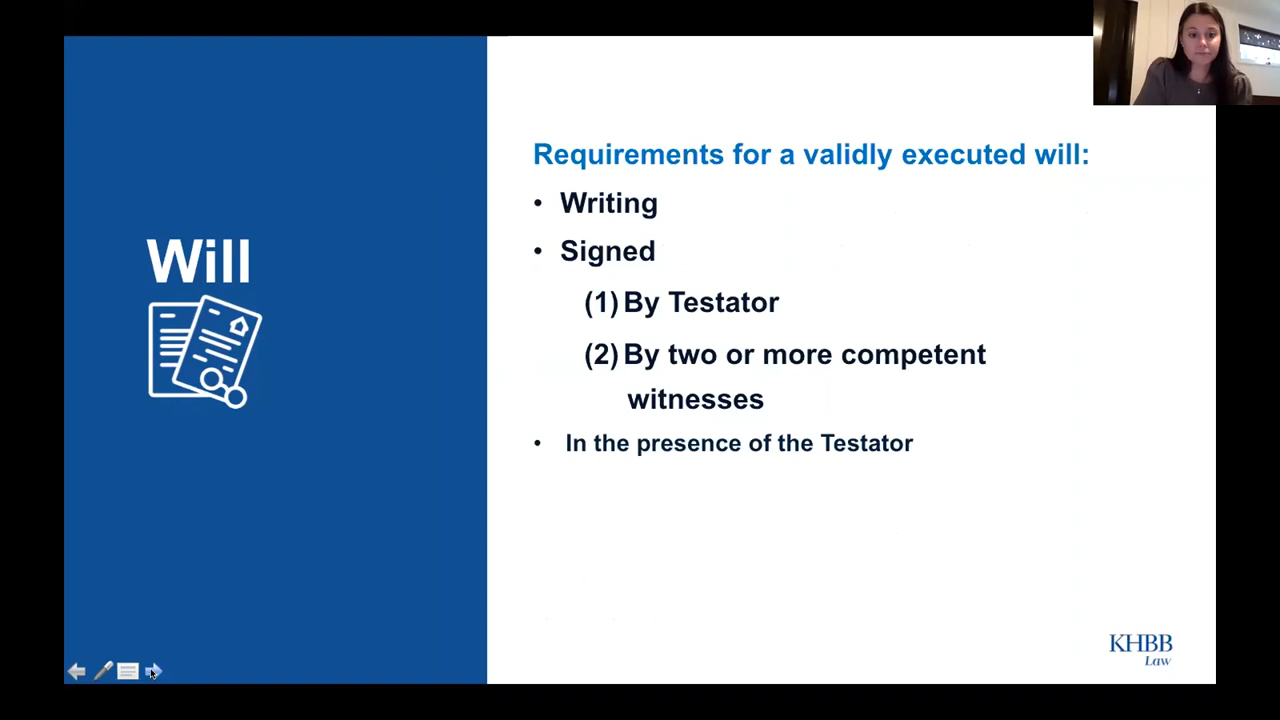 Will
Requirements for a validly executed will:
• Writing
• Signed
(1) By Testator
(2) By two or more competent
witnesses
• In the presence of the Testator
KHBB
Law